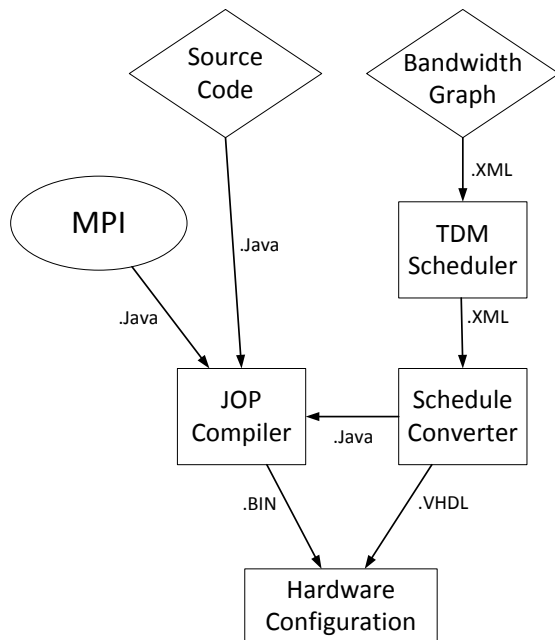 Source
Code
Bandwidth
Graph
.XML
MPI
TDM
Scheduler
.Java
.Java
.XML
JOP
Compiler
Schedule
Converter
.Java
.BIN
.VHDL
Hardware
Configuration